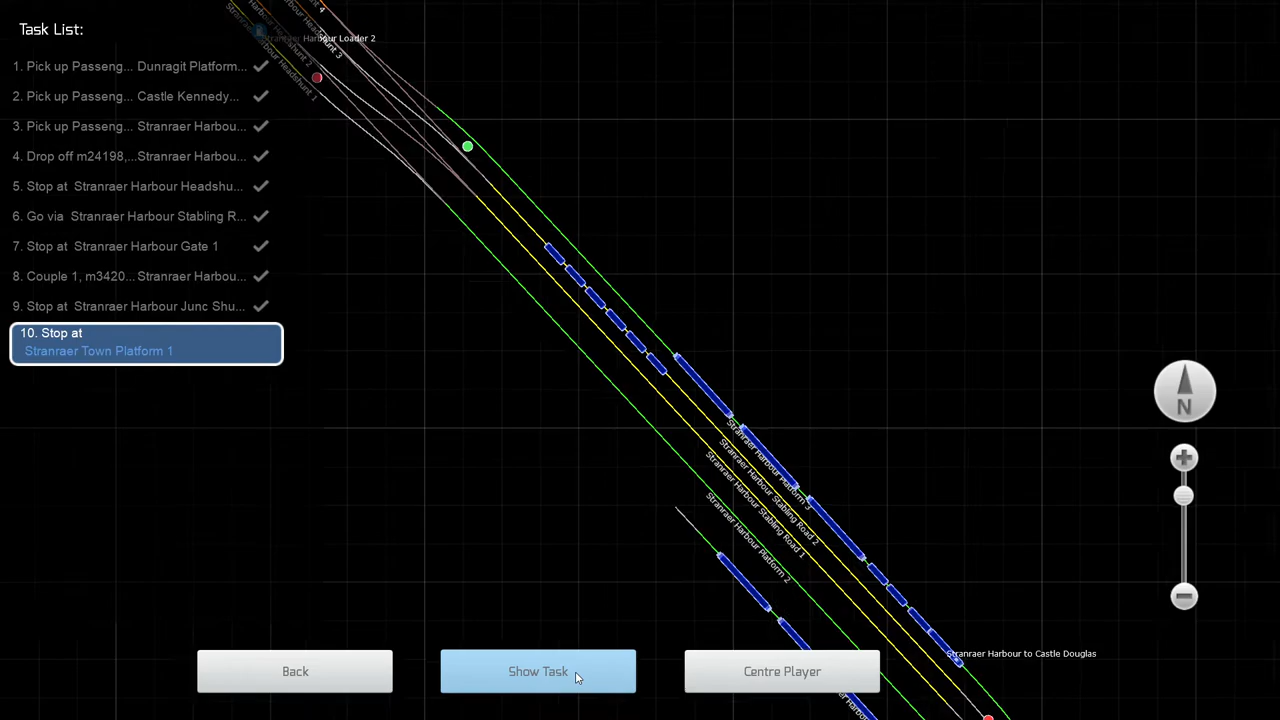 Task List:
1. Pick up Passeng... Dunragit Platform...
2. Pick up Passeng... Castle Kennedy...
3. Pick up Passeng... Stranraer Harbou...
4. Drop off m24198,...Stranraer Harbou...
5. Stop at Stranraer Harbour Headshu...
6. Go via Stranraer Harbour Stabling R...
7. Stop at Stranraer Harbour Gate 1
8. Couple 1, m3420... Stranraer Harbou...
9. Stop at Stranraer Harbour Junc Shu...
10. Stop at
Stranraer Town Platform 1
Harbour Loader 2
Stranraer Harbour Platform 3
Stranraer Harbour Stabling Road 2
Stranraer Harbour Stabling Road 1
Stranraer Harbour Platform 2
Stranraer Harbour to Castle Douglas
N
Back
Show Task
Centre Player